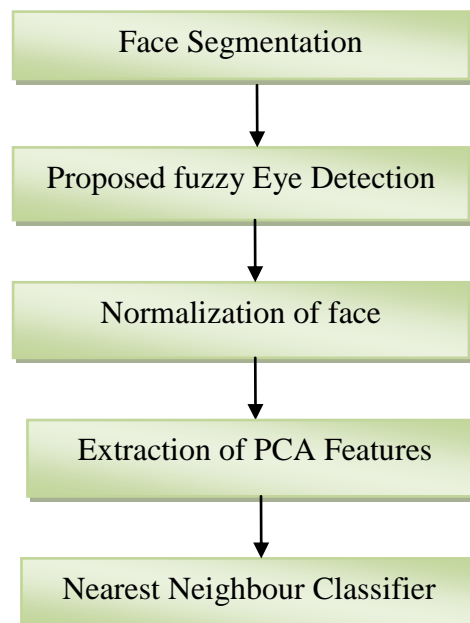 Face Segmentation
Proposed fuzzy Eye Detection
Normalization of face
Extraction of PCA Features
Nearest Neighbour Classifier